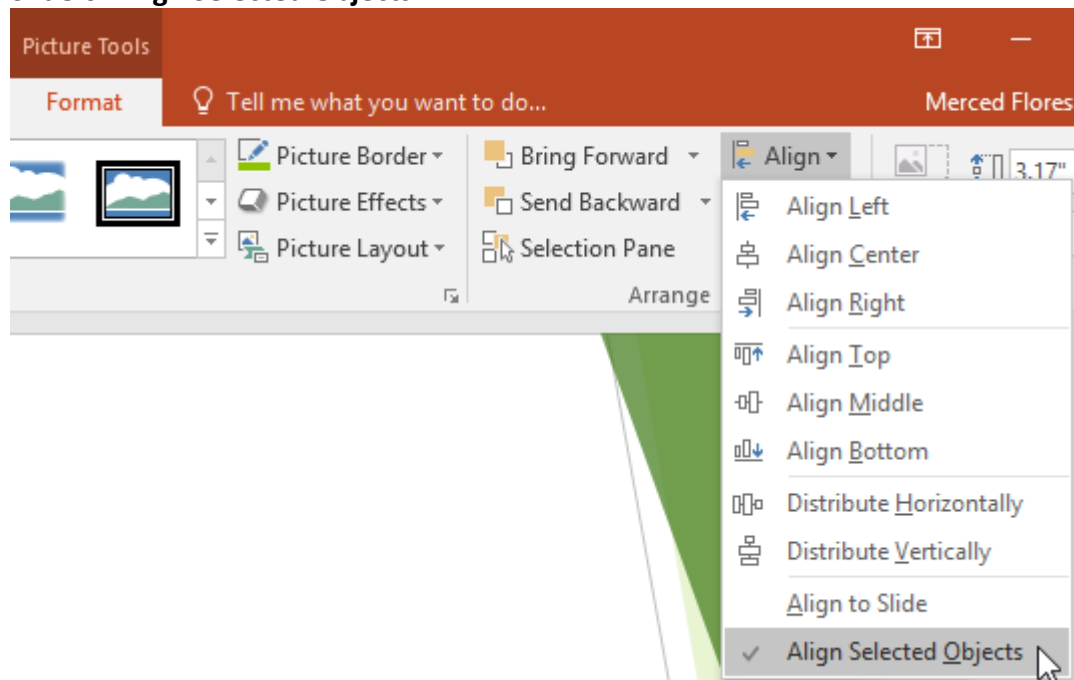 Picture Tools
Format
Tell me what you want to do...
Merced Flores
Picture Border
Picture Effects
Picture Layout
Bring Forward
Send Backward
Selection Pane
Arrange
Align
3.17"
Align Left
Align Center
Align Right
Align Top
Align Middle
Align Bottom
Distribute Horizontally
Distribute Vertically
Align to Slide
Align Selected Objects